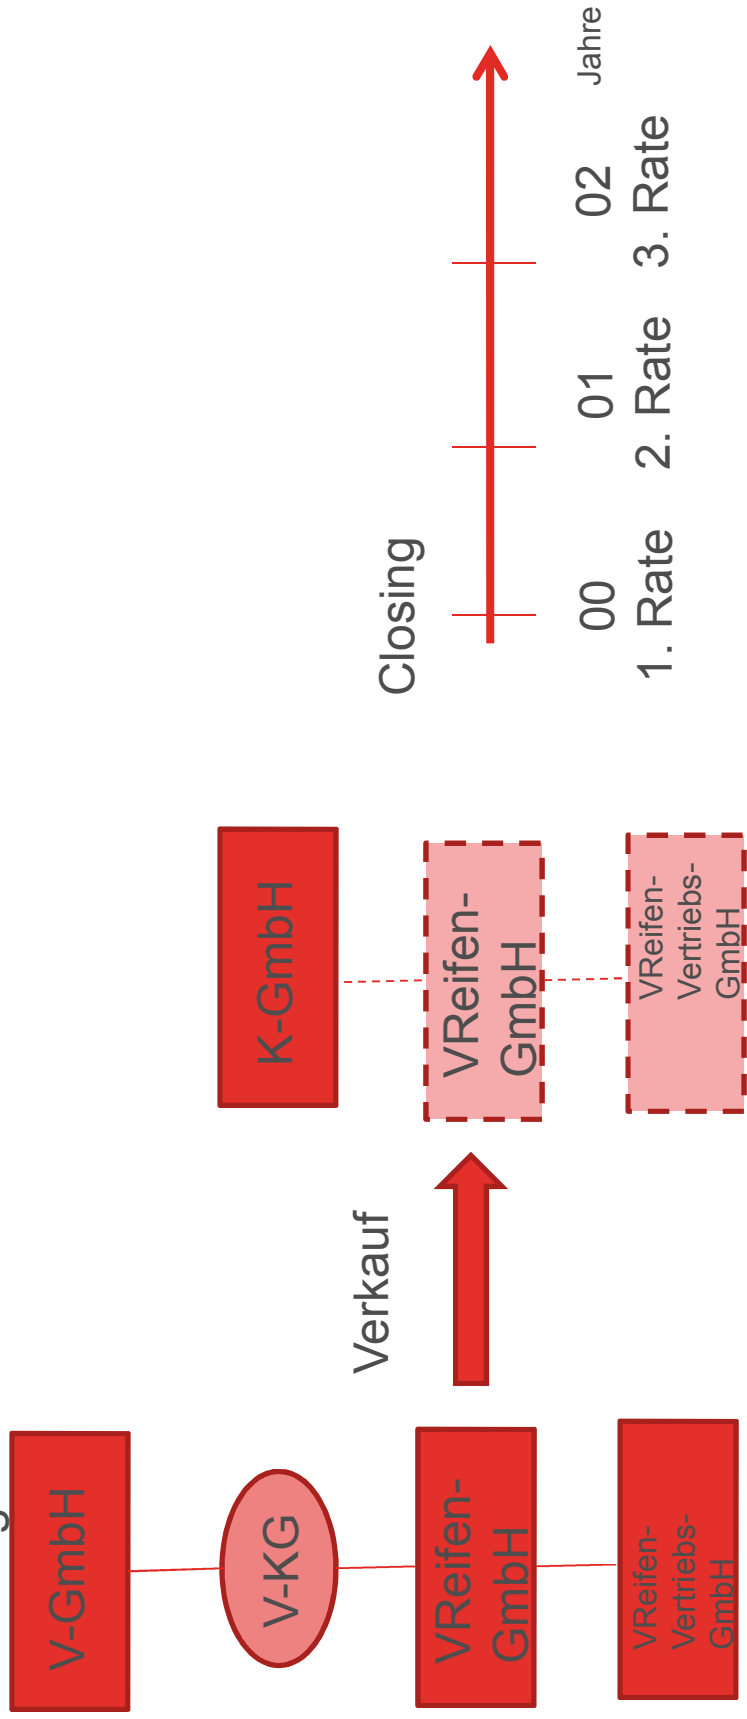 V-GmbH
V-KG
VReifen-
GmbH
VReifen-
Vertriebs-
GmbH
Verkauf
K-GmbH
VReifen-
GmbH
VReifen-
Vertriebs-
GmbH
Closing
00
01
02
Jahre
1. Rate
2. Rate
3. Rate